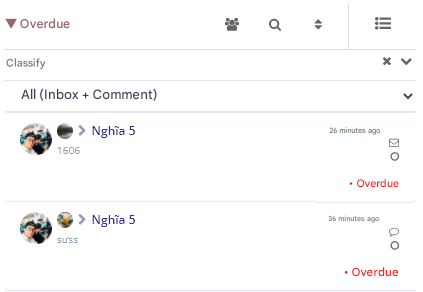 Overdue
Classify
All (Inbox + Comment)
Nghĩa 5
26 minutes ago
1606
• Overdue
Nghĩa 5
36 minutes ago
sưss
• Overdue